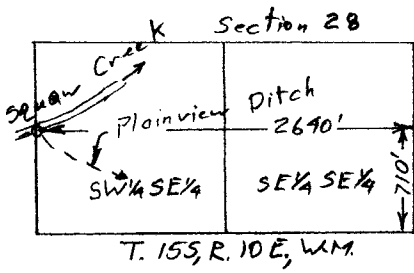 Section 28
Squaw Creek
Plainview Ditch
2640'
SW¼ SE¼
SE¼ SE¼
710'
T. 15S, R. 10E, W.M.